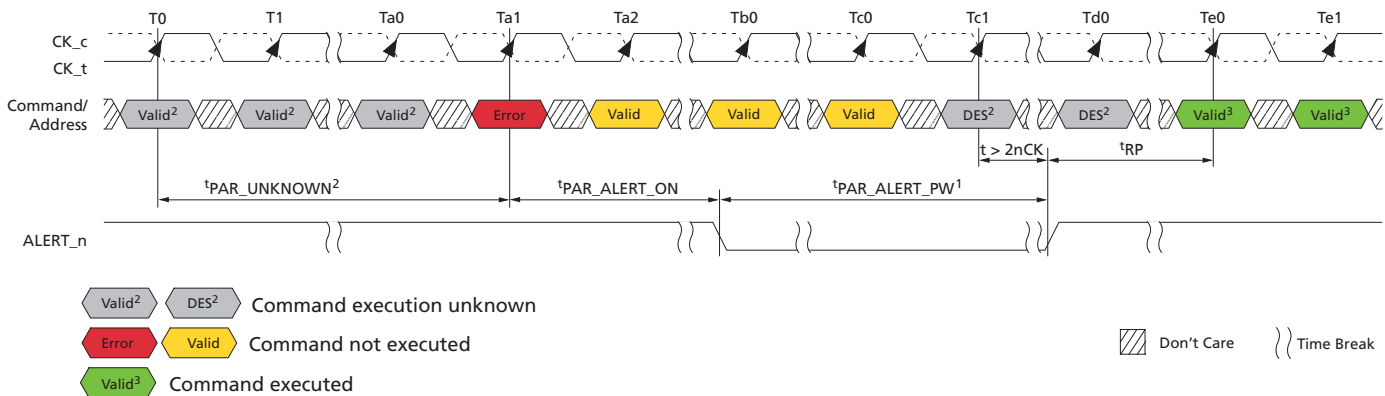 T0 T1 Ta0 Ta1 Ta2 Tb0 Tc0 Tc1 Td0 Te0 Te1
CK_c
CK_t
Command/
Address
Valid² Valid² Valid² Error Valid Valid Valid DES² DES² Valid³ Valid³
t > 2nCK ᵗRP
ᵗPAR_UNKNOWN² ᵗPAR_ALERT_ON ᵗPAR_ALERT_PW¹
ALERT_n
Valid² DES² Command execution unknown
Error Valid Command not executed
Don't Care Time Break
Valid³ Command executed